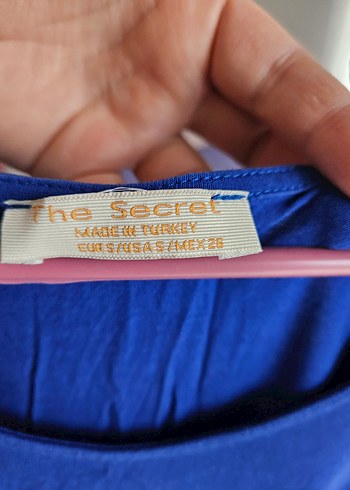 The Secret
MADE IN TURKEY
EUR S/USA S/MEX 26